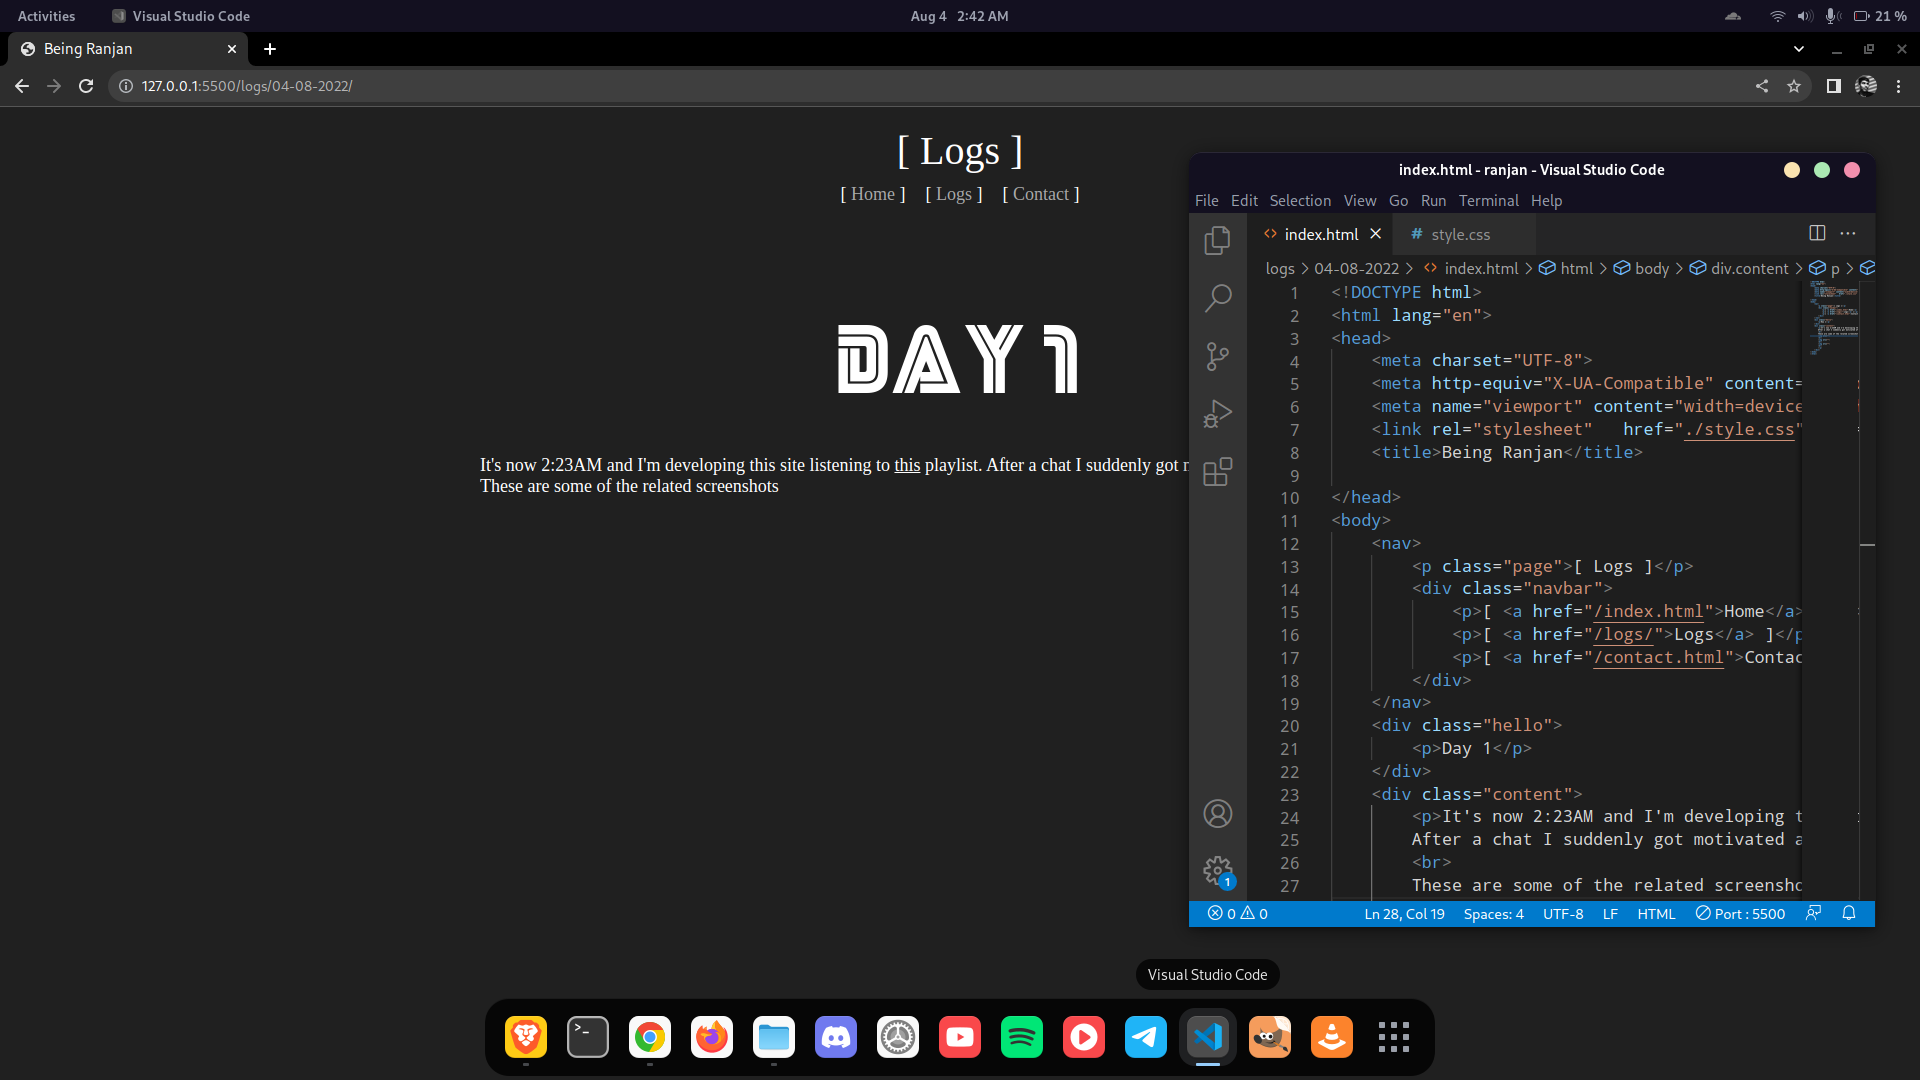 Activities
Visual Studio Code
Aug 4 2:42 AM
21 %
Being Ranjan
127.0.0.1:5500/logs/04-08-2022/
[ Logs ]
[ Home ] [ Logs ] [ Contact ]
DAY 1
It's now 2:23AM and I'm developing this site listening to this playlist. After a chat I suddenly got
These are some of the related screenshots
index.html - ranjan - Visual Studio Code
File Edit Selection View Go Run Terminal Help
index.html
# style.css
logs > 04-08-2022 > index.html > html > body > div.content > p >
1 <!DOCTYPE html>
2 <html lang="en">
3 <head>
4 <meta charset="UTF-8">
5 <meta http-equiv="X-UA-Compatible" content=
6 <meta name="viewport" content="width=device
7 <link rel="stylesheet" href="./style.css"
8 <title>Being Ranjan</title>
9
10 </head>
11 <body>
12 <nav>
13 <p class="page">[ Logs ]</p>
14 <div class="navbar">
15 <p>[ <a href="/index.html">Home</a>
16 <p>[ <a href="/logs/">Logs</a> ]</p
17 <p>[ <a href="/contact.html">Contac
18 </div>
19 </nav>
20 <div class="hello">
21 <p>Day 1</p>
22 </div>
23 <div class="content">
24 <p>It's now 2:23AM and I'm developing t
25 After a chat I suddenly got motivated a
26 <br>
27 These are some of the related screensho
1
0 0
Ln 28, Col 19 Spaces: 4 UTF-8 LF HTML Port : 5500
Visual Studio Code